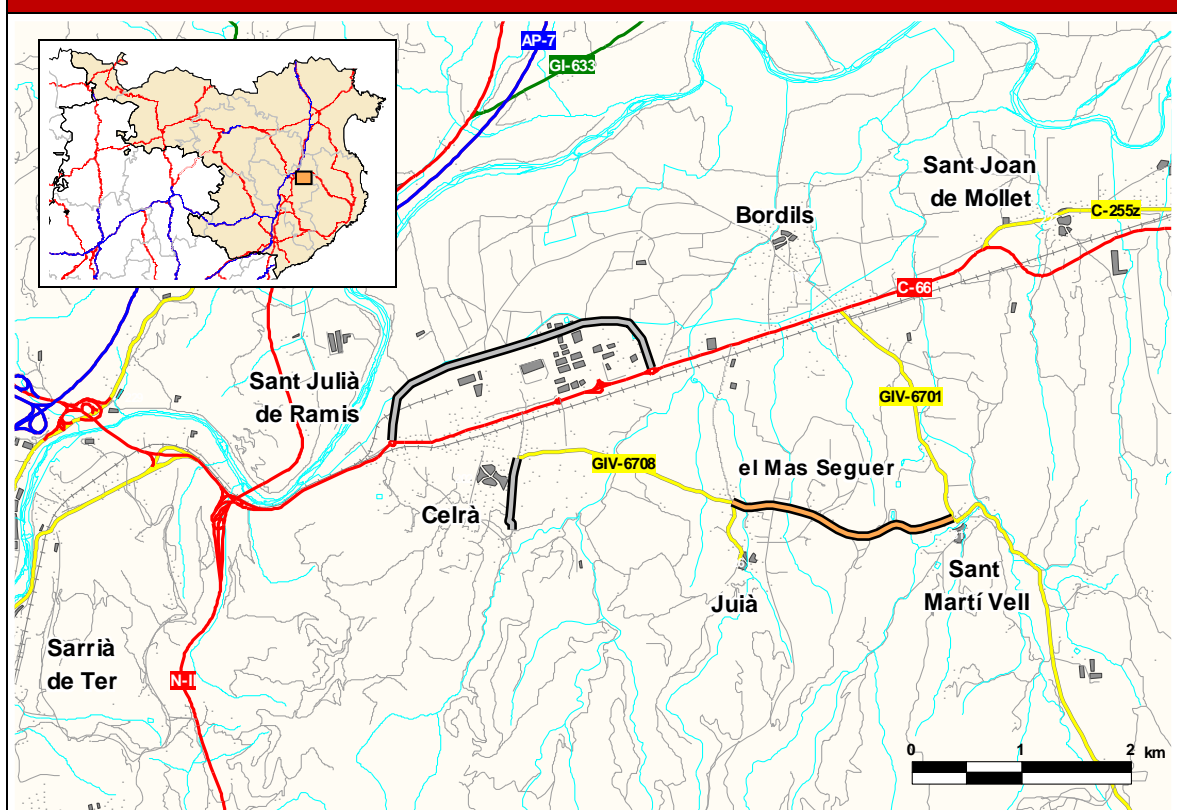 AP-7
GI-633
Sant Joan
de Mollet
C-255z
Bordils
C-66
Sant Julià
de Ramis
GIV-6701
GIV-6708
el Mas Seguer
Celrà
Juià
Sant
Martí Vell
Sarrià
de Ter
N-II
0 1 2 km